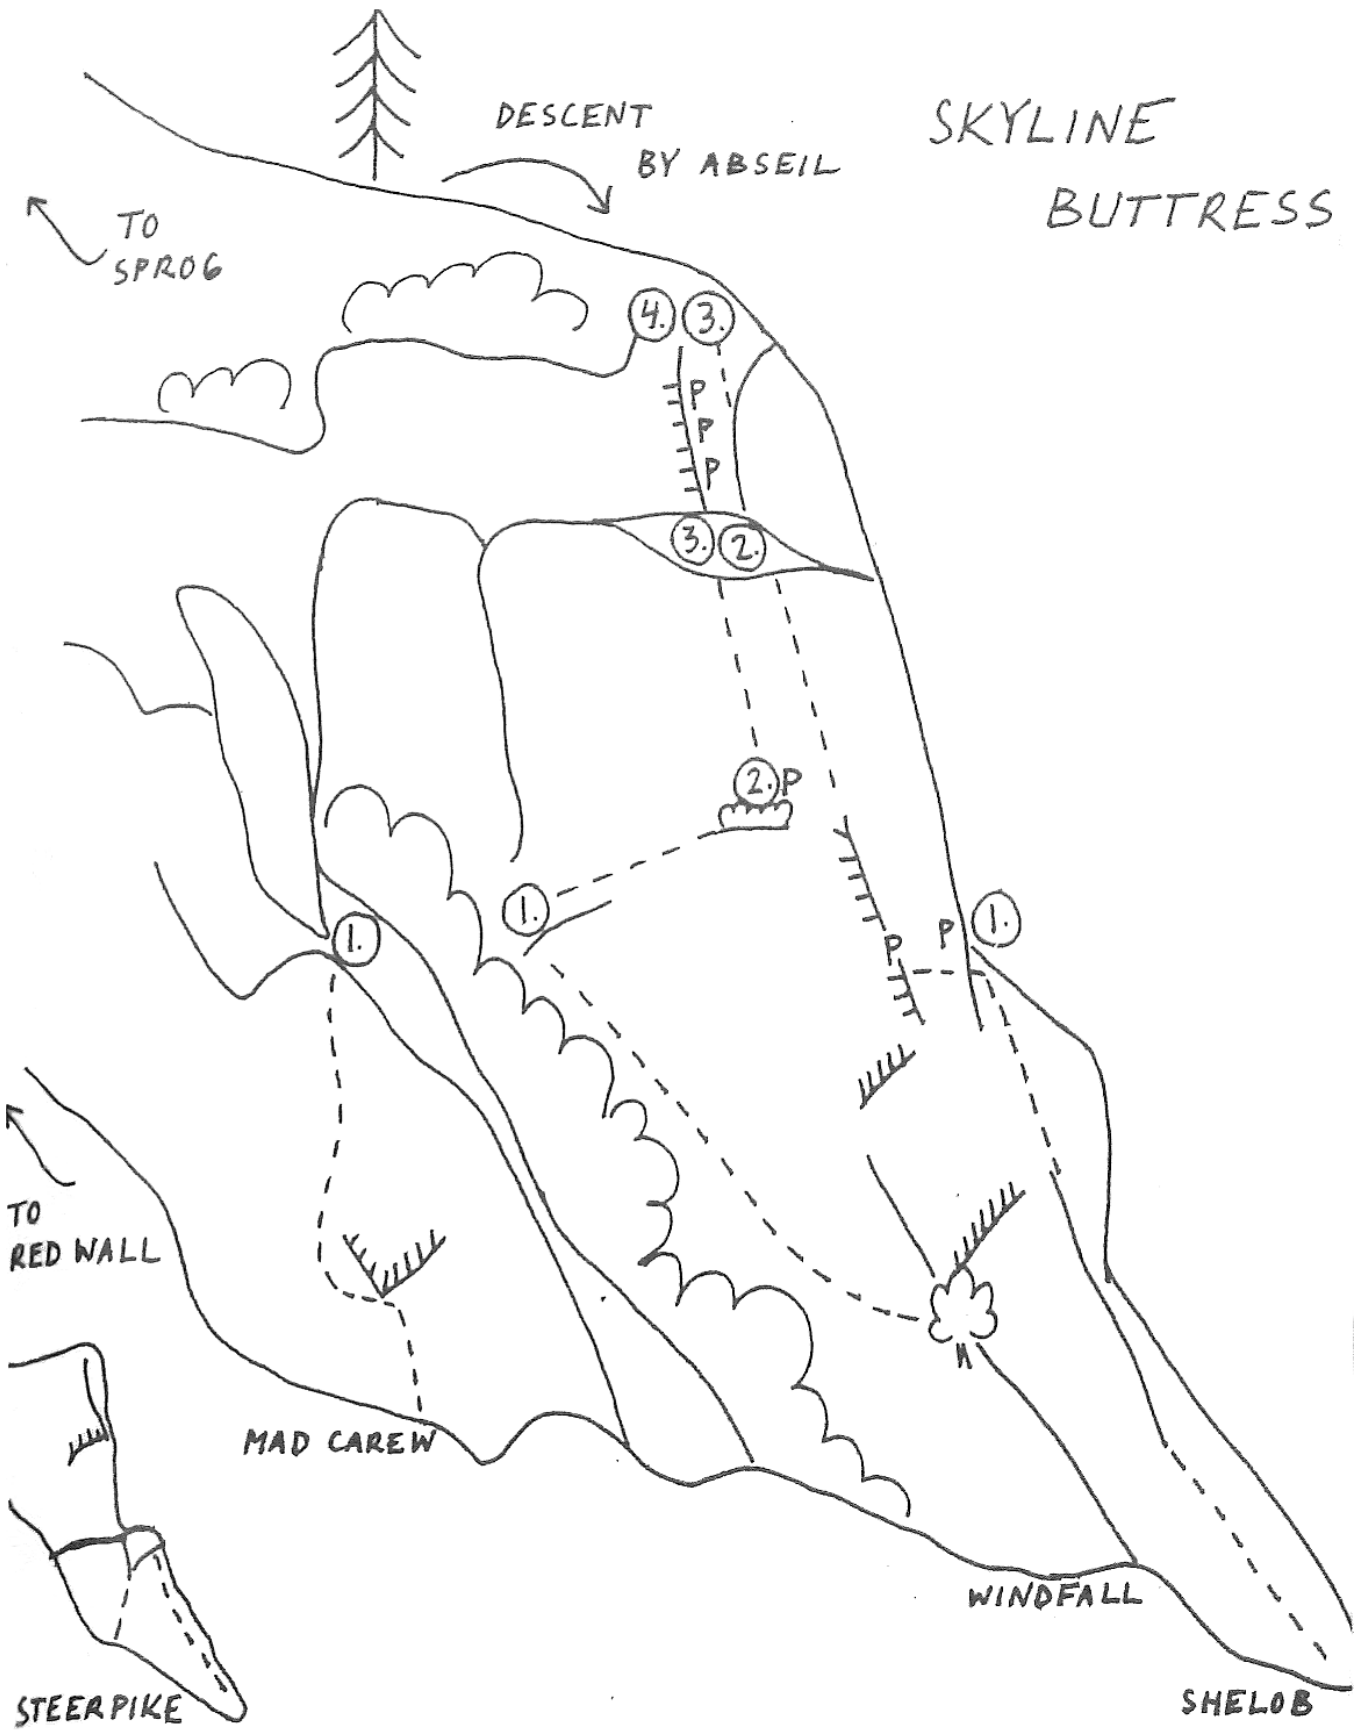 SKYLINE
BUTTRESS
DESCENT
BY ABSEIL
TO
SPROG
4. 3.
P
P
P
3. 2.
2. P
1.
P
P
1.
1.
TO
RED WALL
MAD CAREW
WINDFALL
STEERPIKE
SHELOB